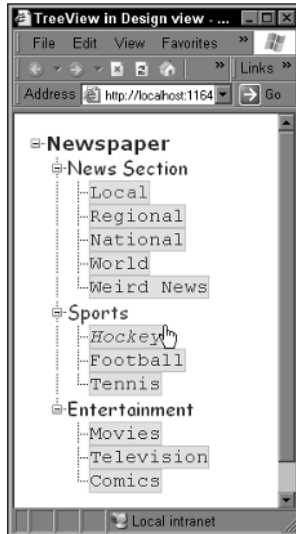 TreeView in Design view - ...
File Edit View Favorites »
» Links »
Address http://localhost:1164 Go
Newspaper
News Section
Local
Regional
National
World
Weird News
Sports
Hockey
Football
Tennis
Entertainment
Movies
Television
Comics
Local intranet